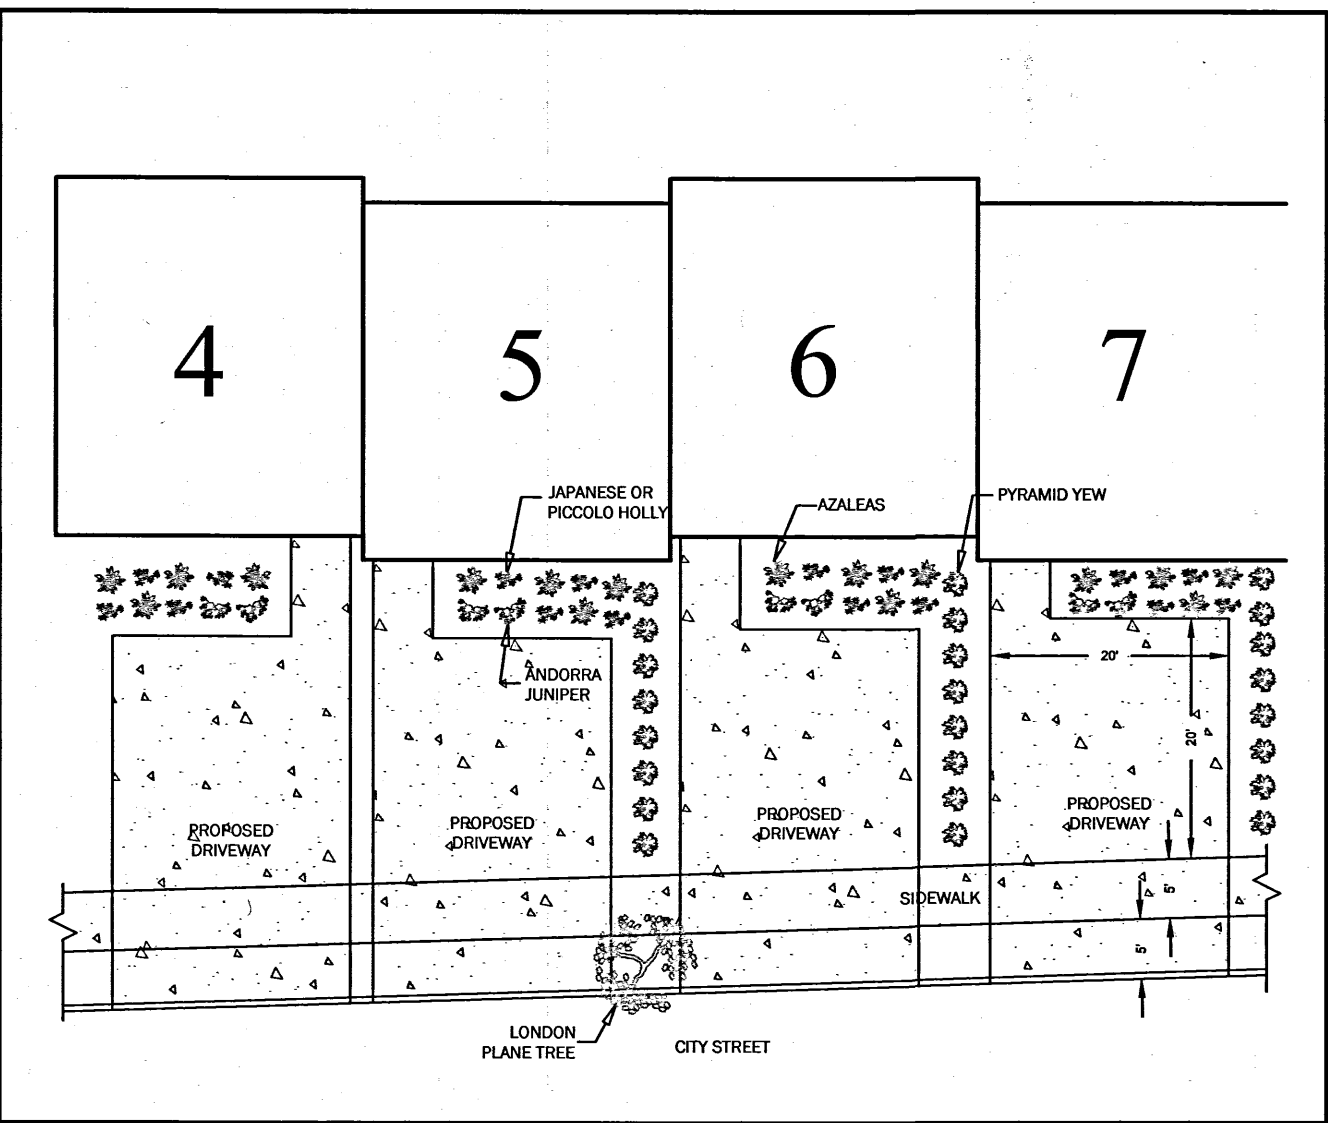 4
5
6
7
JAPANESE OR
PICCOLO HOLLY
AZALEAS
PYRAMID YEW
ANDORRA
JUNIPER
20'
20'
PROPOSED
DRIVEWAY
PROPOSED
DRIVEWAY
PROPOSED
DRIVEWAY
PROPOSED
DRIVEWAY
SIDEWALK
5'
5'
LONDON
PLANE TREE
CITY STREET